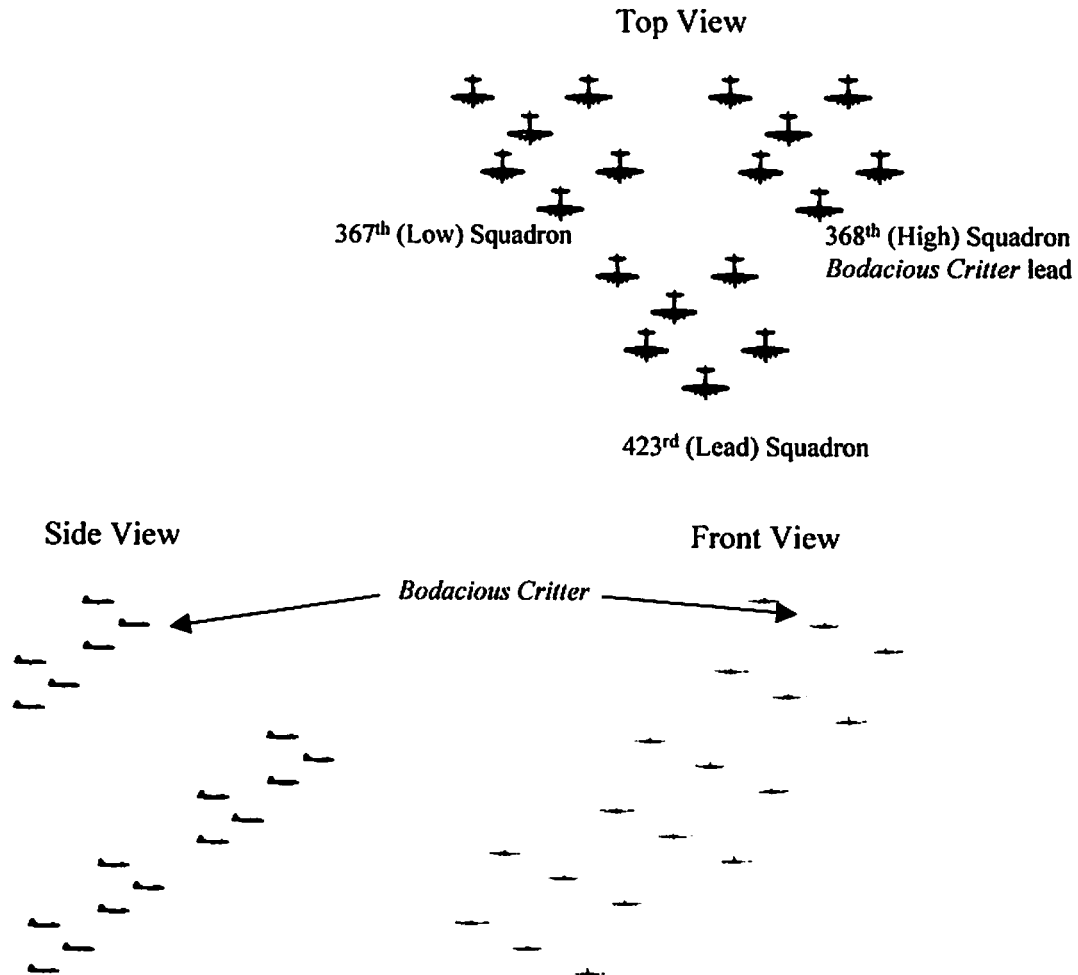 Top View
367th (Low) Squadron
368th (High) Squadron
Bodacious Critter lead
423rd (Lead) Squadron
Side View
Front View
Bodacious Critter